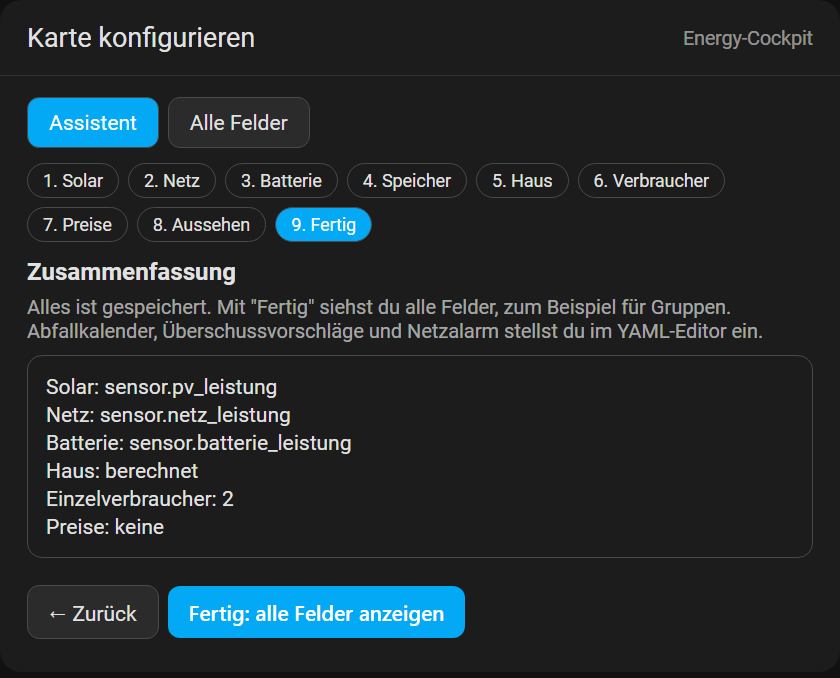 Karte konfigurieren
Energy-Cockpit
Assistent
Alle Felder
1. Solar
2. Netz
3. Batterie
4. Speicher
5. Haus
6. Verbraucher
7. Preise
8. Aussehen
9. Fertig
Zusammenfassung
Alles ist gespeichert. Mit "Fertig" siehst du alle Felder, zum Beispiel für Gruppen.
Abfallkalender, Überschussvorschläge und Netzalarm stellst du im YAML-Editor ein.
Solar: sensor.pv_leistung
Netz: sensor.netz_leistung
Batterie: sensor.batterie_leistung
Haus: berechnet
Einzelverbraucher: 2
Preise: keine
← Zurück
Fertig: alle Felder anzeigen